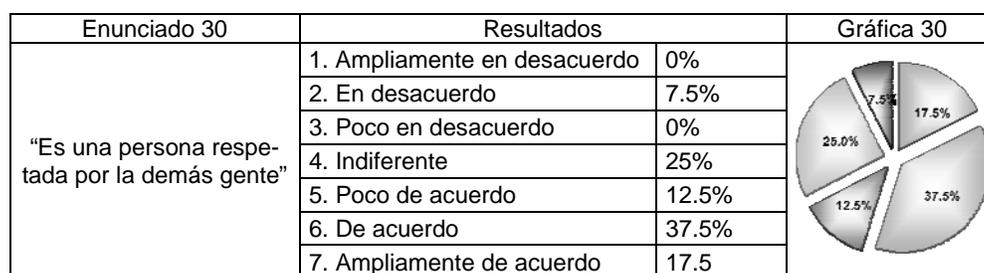 Enunciado 30 Resultados Gráfica 30
“Es una persona respe-
tada por la demás gente”
1. Ampliamente en desacuerdo 0%
2. En desacuerdo 7.5%
3. Poco en desacuerdo 0%
4. Indiferente 25%
5. Poco de acuerdo 12.5%
6. De acuerdo 37.5%
7. Ampliamente de acuerdo 17.5
7.5%
17.5%
25.0%
12.5%
37.5%